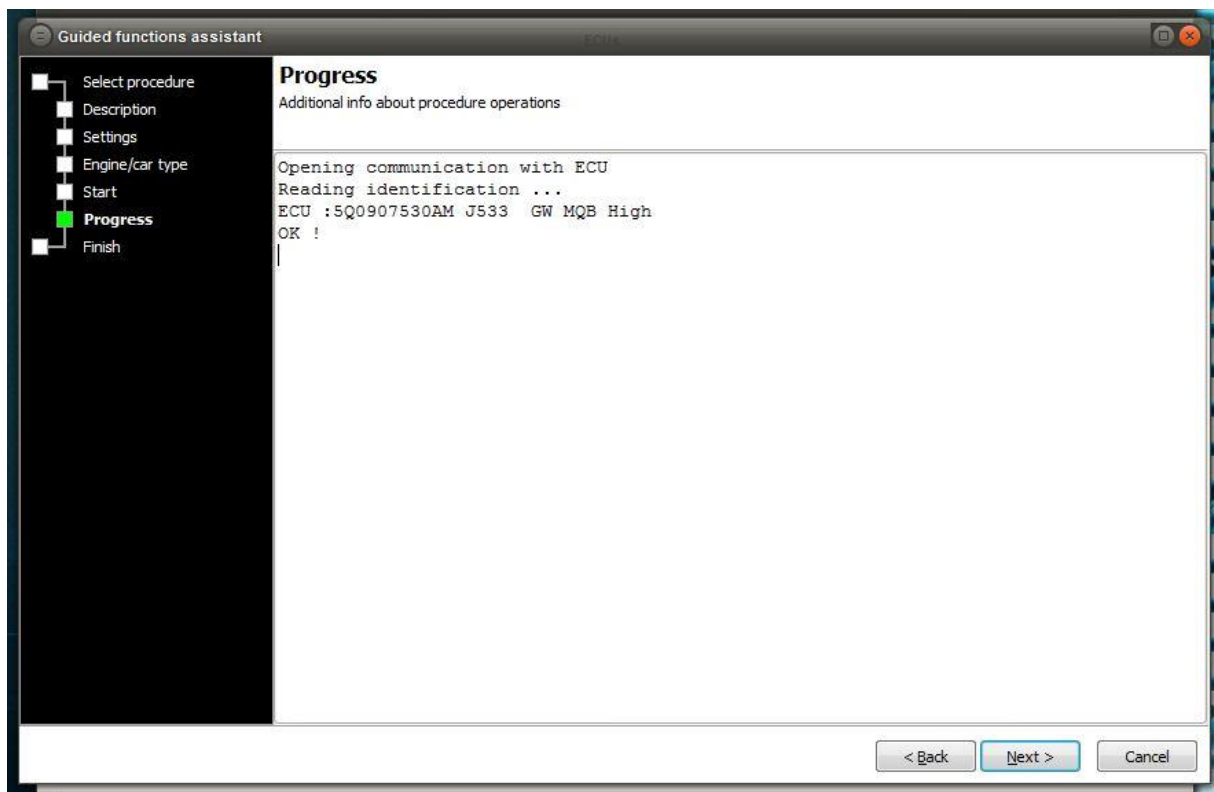 Guided functions assistant
Select procedure
Description
Settings
Engine/car type
Start
Progress
Finish
Progress
Additional info about procedure operations
Opening communication with ECU
Reading identification ...
ECU :5Q0907530AM J533  GW MQB High
OK !
< Back
Next >
Cancel